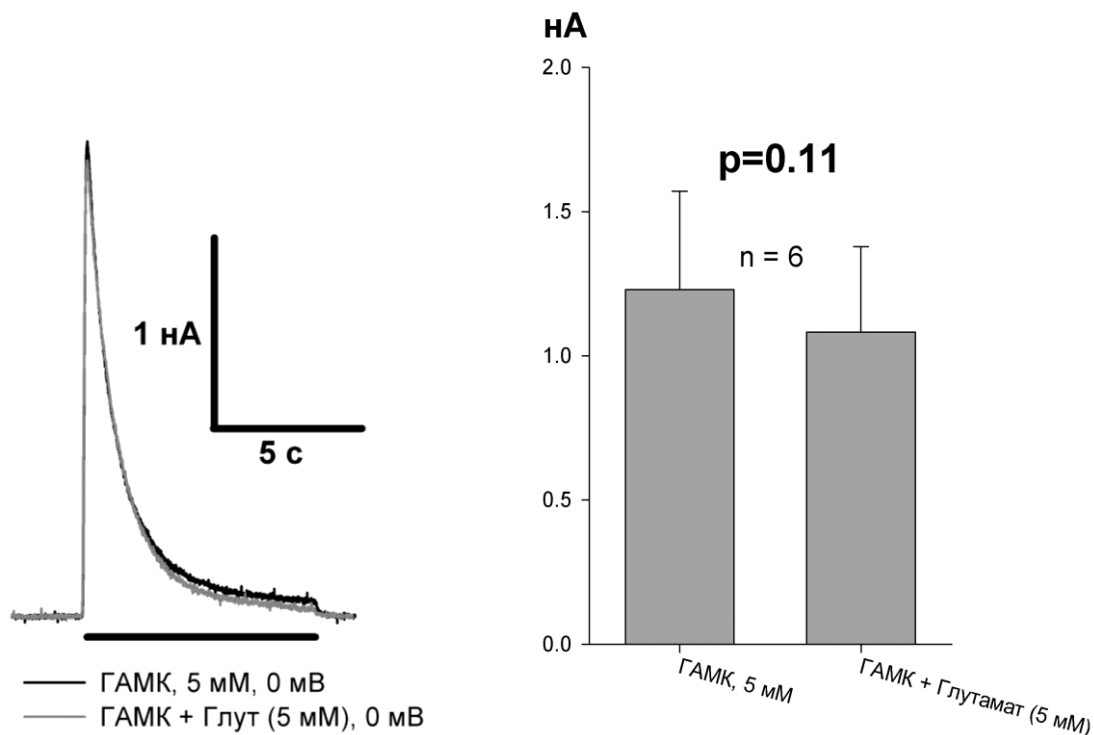 1 нА
5 с
ГАМК, 5 мМ, 0 мВ
ГАМК + Глут (5 мМ), 0 мВ
нА
2.0
1.5
1.0
0.5
0.0
p=0.11
n = 6
ГАМК, 5 мМ
ГАМК + Глутамат (5 мМ)